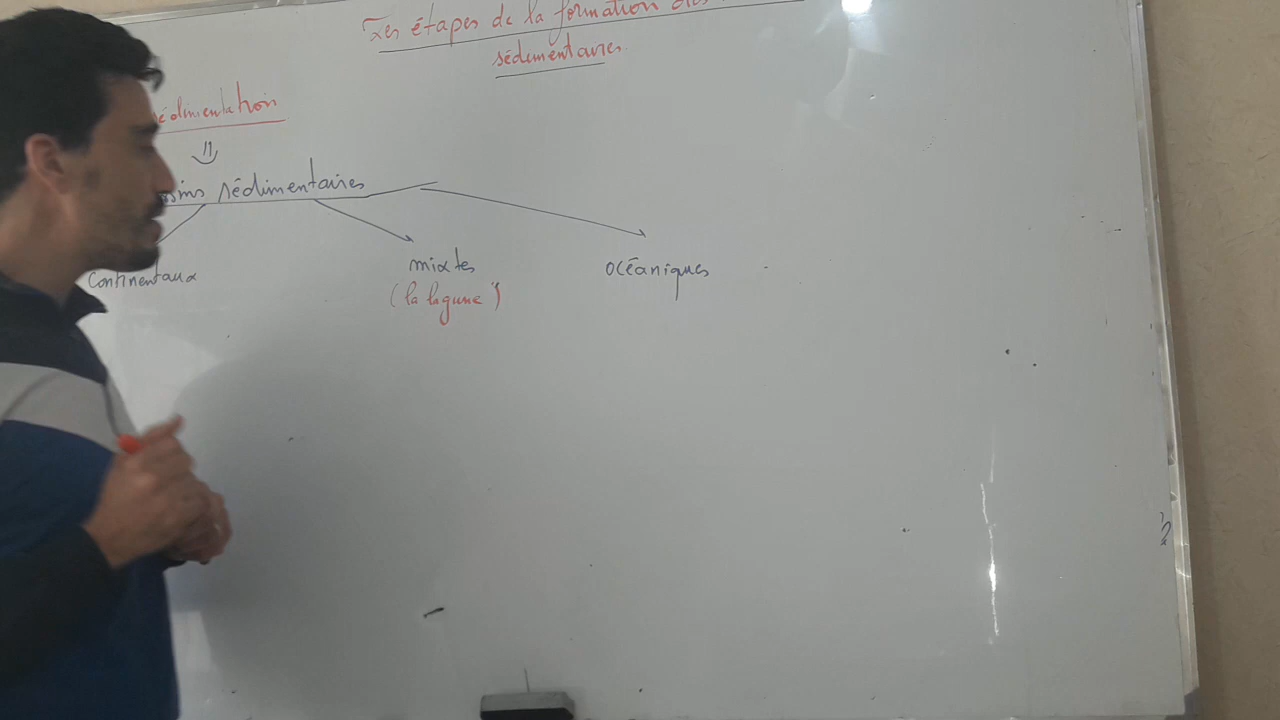 Les étapes de la formation
sédimentaires.
sédimentation
sédimentaires
Continentaux mixtes océaniques
(la lagune)